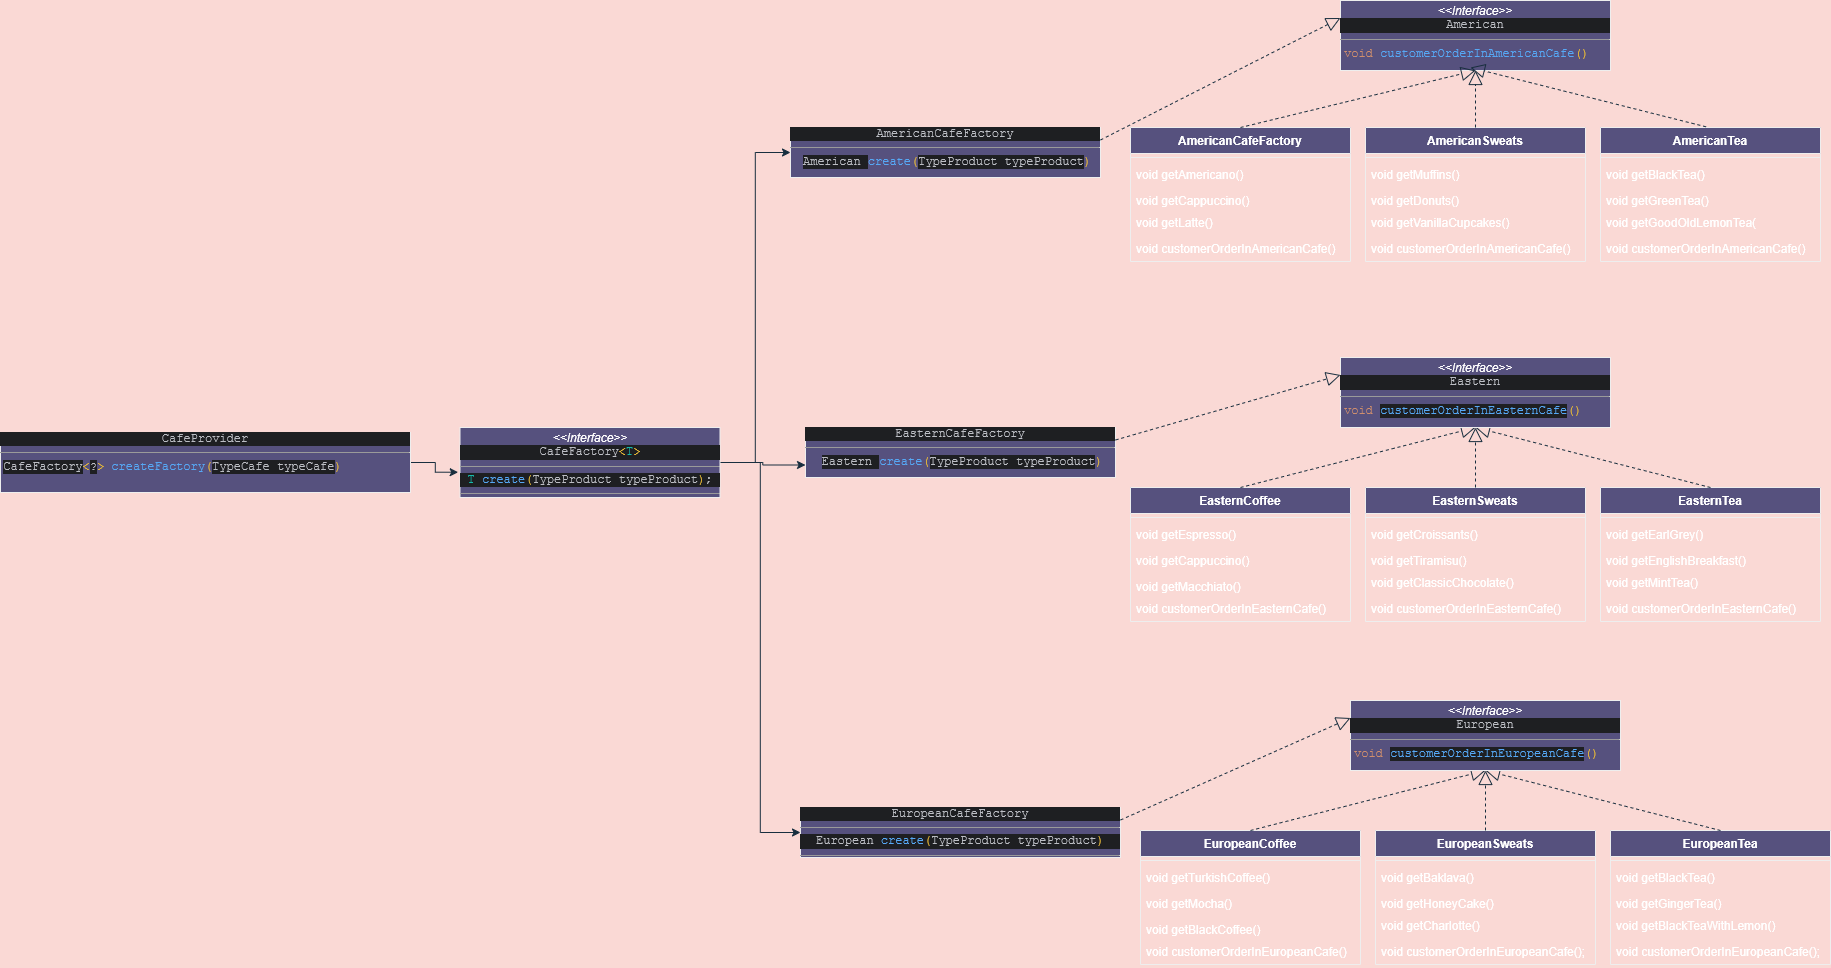 <<Interface>>
American
void customerOrderInAmericanCafe()
AmericanCafeFactory
American create(TypeProduct typeProduct)
AmericanCafeFactory
void getAmericano()
void getCappuccino()
void getLatte()
void customerOrderInAmericanCafe()
AmericanSweats
void getMuffins()
void getDonuts()
void getVanillaCupcakes()
void customerOrderInAmericanCafe()
AmericanTea
void getBlackTea()
void getGreenTea()
void getGoodOldLemonTea(
void customerOrderInAmericanCafe()
CafeProvider
CafeFactory<?> createFactory(TypeCafe typeCafe)
<<Interface>>
CafeFactory<T>
T create(TypeProduct typeProduct);
<<Interface>>
Eastern
void customerOrderInEasternCafe()
EasternCafeFactory
Eastern create(TypeProduct typeProduct)
EasternCoffee
void getEspresso()
void getCappuccino()
void getMacchiato()
void customerOrderInEasternCafe()
EasternSweats
void getCroissants()
void getTiramisu()
void getClassicChocolate()
void customerOrderInEasternCafe()
EasternTea
void getEarlGrey()
void getEnglishBreakfast()
void getMintTea()
void customerOrderInEasternCafe()
<<Interface>>
European
void customerOrderInEuropeanCafe()
EuropeanCafeFactory
European create(TypeProduct typeProduct)
EuropeanCoffee
void getTurkishCoffee()
void getMocha()
void getBlackCoffee()
void customerOrderInEuropeanCafe()
EuropeanSweats
void getBaklava()
void getHoneyCake()
void getCharlotte()
void customerOrderInEuropeanCafe();
EuropeanTea
void getBlackTea()
void getGingerTea()
void getBlackTeaWithLemon()
void customerOrderInEuropeanCafe();